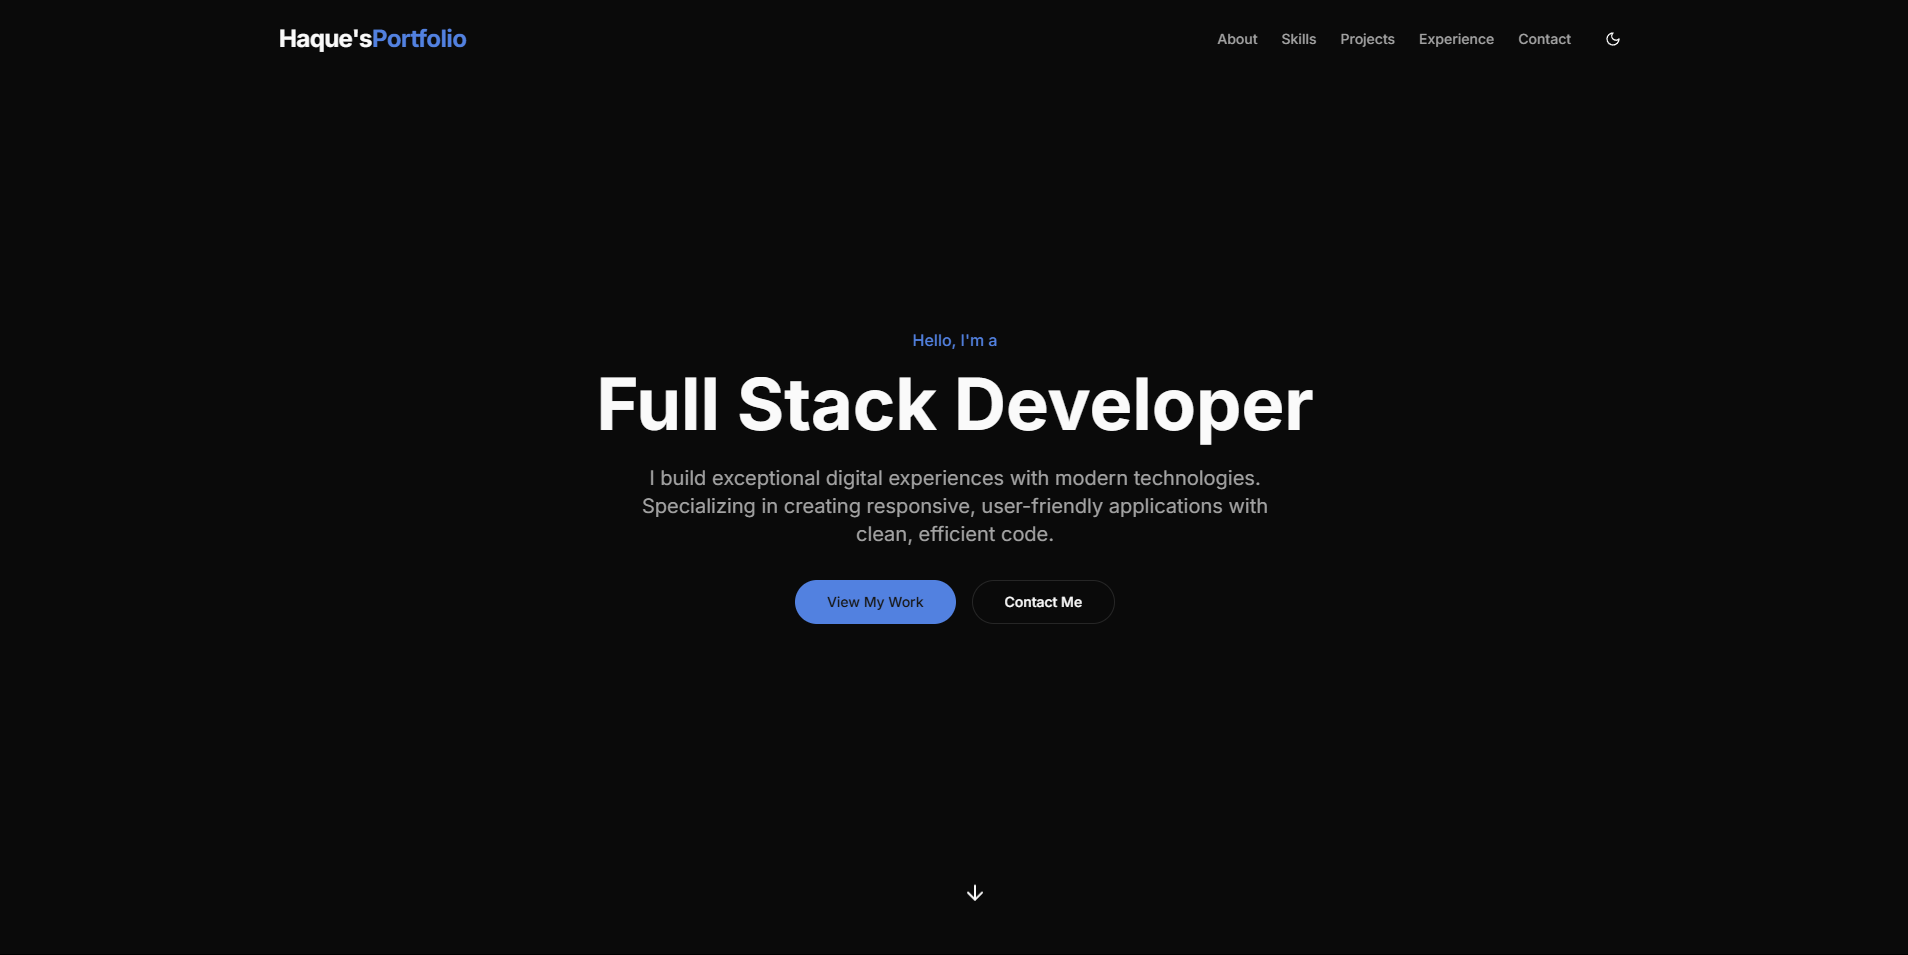 Haque'sPortfolio
About Skills Projects Experience Contact
Hello, I'm a
Full Stack Developer
I build exceptional digital experiences with modern technologies.
Specializing in creating responsive, user-friendly applications with
clean, efficient code.
View My Work Contact Me